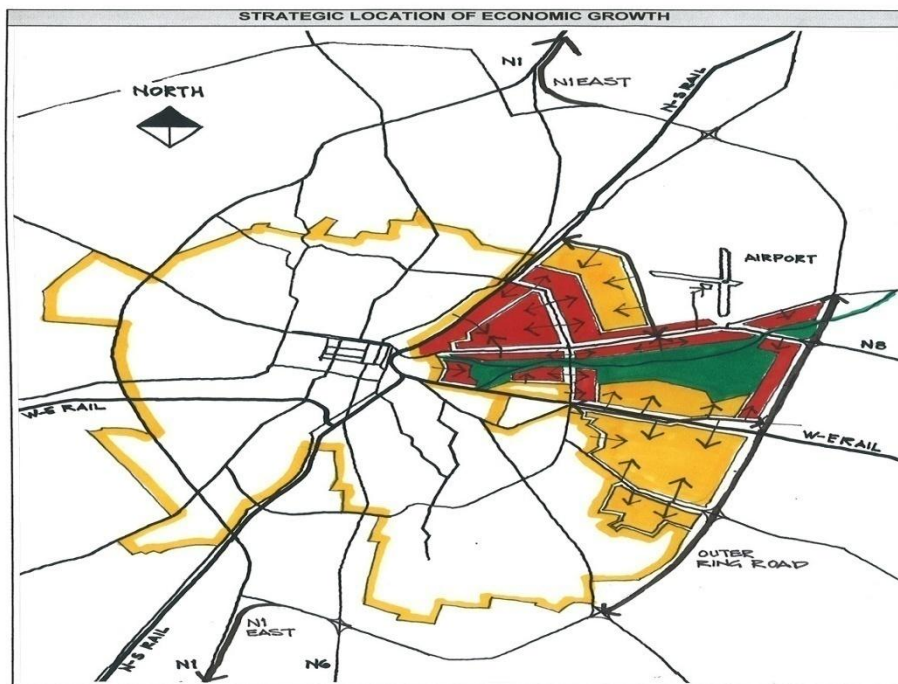 STRATEGIC LOCATION OF ECONOMIC GROWTH
N1
N1 EAST
N-S RAIL
NORTH
AIRPORT
N8
W-S RAIL
W-E RAIL
OUTER
RING ROAD
N1
EAST
N-S RAIL
N1
N6